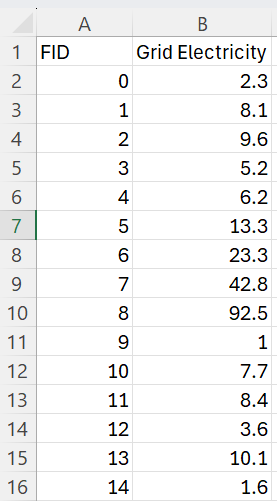 A B
1 FID Grid Electricity
2 0 2.3
3 1 8.1
4 2 9.6
5 3 5.2
6 4 6.2
7 5 13.3
8 6 23.3
9 7 42.8
10 8 92.5
11 9 1
12 10 7.7
13 11 8.4
14 12 3.6
15 13 10.1
16 14 1.6